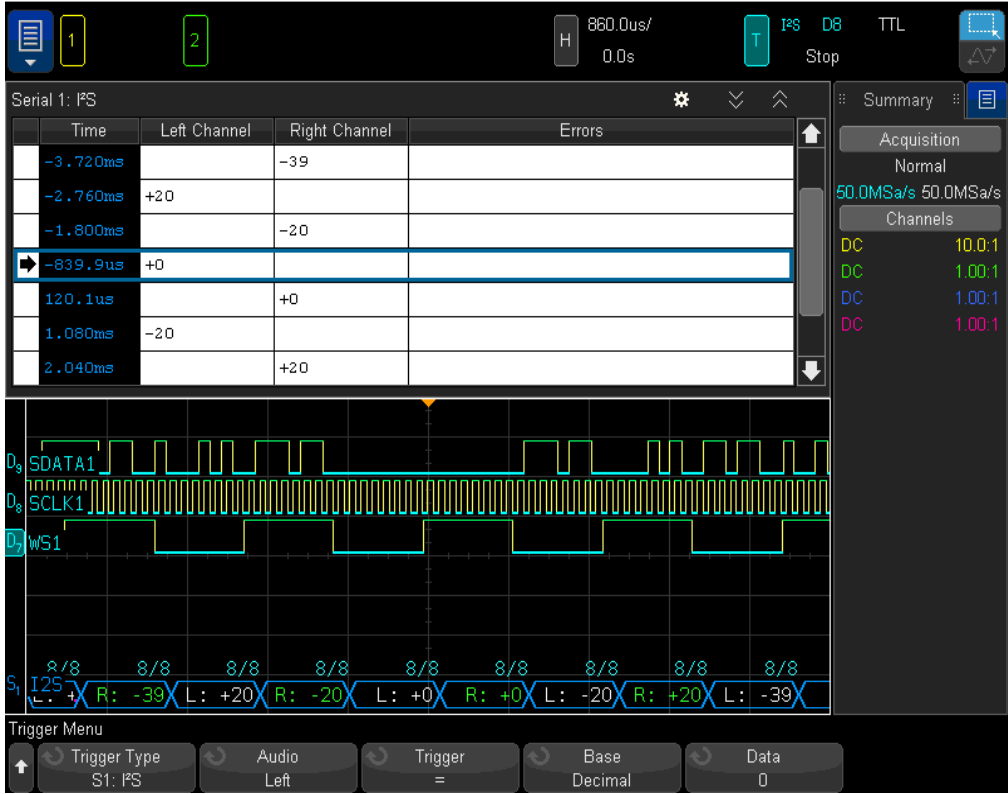 1 2 H 860.0us/ T I²S D8 TTL
0.0s Stop
Serial 1: I²S
Time Left Channel Right Channel Errors
-3.720ms -39
-2.760ms +20
-1.800ms -20
-839.9us +0
120.1us +0
1.080ms -20
2.040ms +20
Summary
Acquisition
Normal
50.0MSa/s 50.0MSa/s
Channels
DC 10.0:1
DC 1.00:1
DC 1.00:1
DC 1.00:1
D9 SDATA1
D8 SCLK1
D7 WS1
8/8 8/8 8/8 8/8 8/8 8/8 8/8 8/8 8/8
S1 I2S L: + R: -39 L: +20 R: -20 L: +0 R: +0 L: -20 R: +20 L: -39
Trigger Menu
Trigger Type Audio Trigger Base Data
S1: I²S Left = Decimal 0